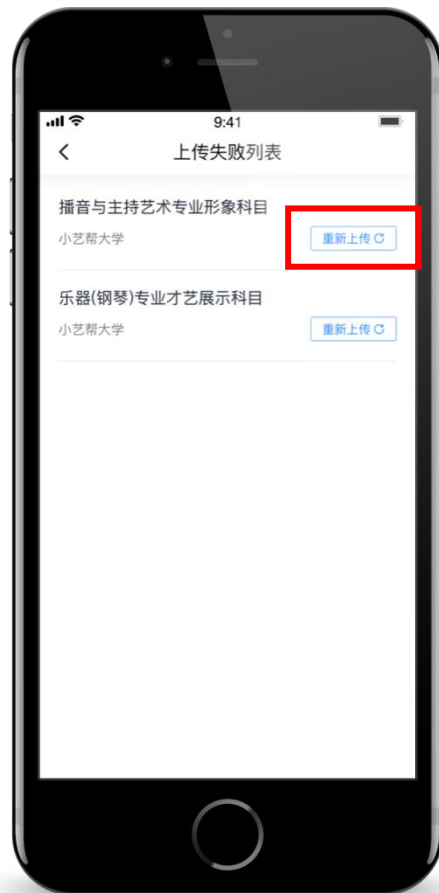 9:41
上传失败列表
播音与主持艺术专业形象科目
小艺帮大学
重新上传
乐器(钢琴)专业才艺展示科目
小艺帮大学
重新上传